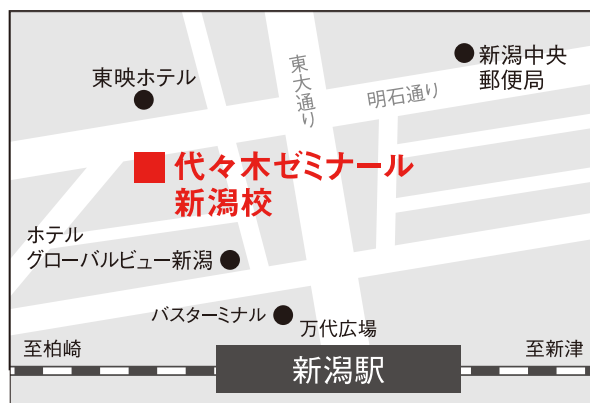 新潟中央
郵便局
東映ホテル
東大通り
明石通り
代々木ゼミナール
新潟校
ホテル
グローバルビュー新潟
バスターミナル
万代広場
至柏崎
新潟駅
至新津